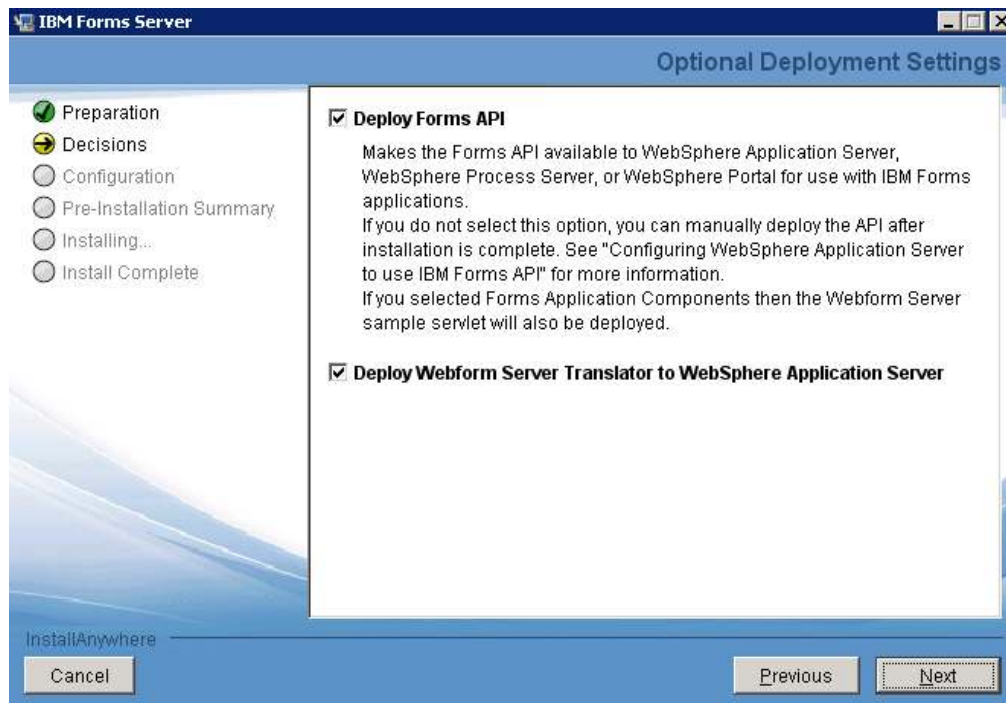 IBM Forms Server
Optional Deployment Settings
Preparation
Decisions
Configuration
Pre-Installation Summary
Installing...
Install Complete
Deploy Forms API
Makes the Forms API available to WebSphere Application Server,
WebSphere Process Server, or WebSphere Portal for use with IBM Forms
applications.
If you do not select this option, you can manually deploy the API after
installation is complete. See "Configuring WebSphere Application Server
to use IBM Forms API" for more information.
If you selected Forms Application Components then the Webform Server
sample servlet will also be deployed.
Deploy Webform Server Translator to WebSphere Application Server
InstallAnywhere
Cancel
Previous
Next